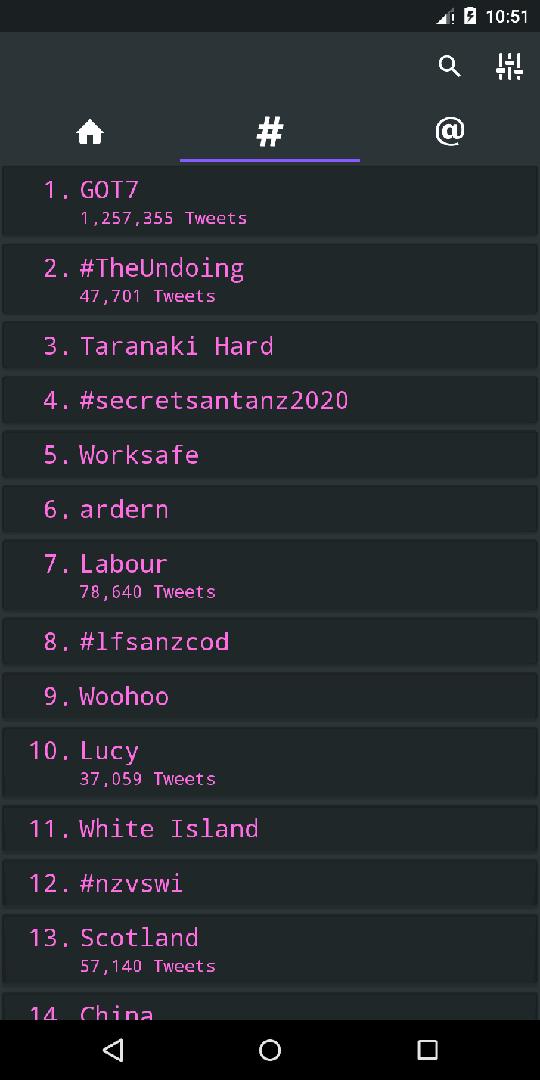 10:51
#
@
1. GOT7
1,257,355 Tweets
2. #TheUndoing
47,701 Tweets
3. Taranaki Hard
4. #secretsantanz2020
5. Worksafe
6. ardern
7. Labour
78,640 Tweets
8. #lfsanzcod
9. Woohoo
10. Lucy
37,059 Tweets
11. White Island
12. #nzvswi
13. Scotland
57,140 Tweets
14. China